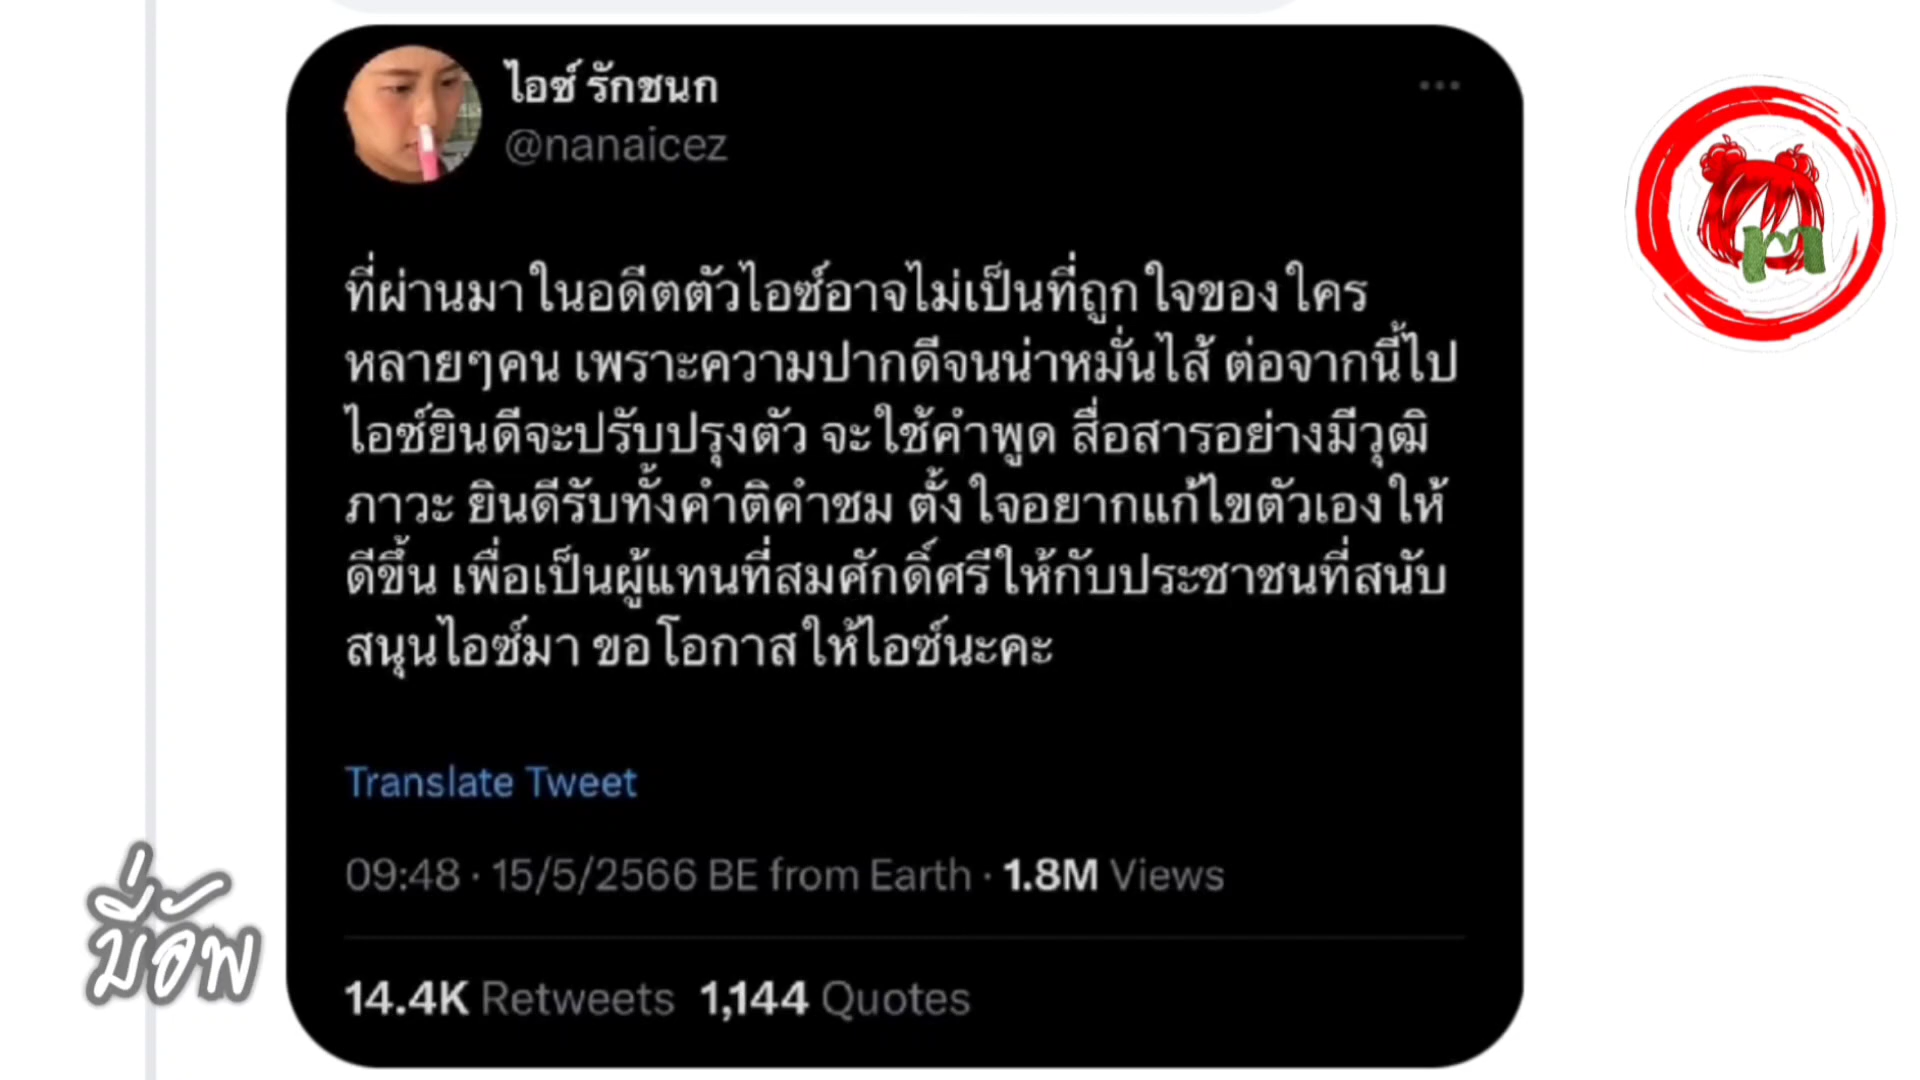 ไอซ์ รักชนก
@nanaicez
ที่ผ่านมาในอดีตตัวไอซ์อาจไม่เป็นที่ถูกใจของใคร
หลายๆคน เพราะความปากดีจนน่าหมั่นไส้ ต่อจากนี้ไป
ไอซ์ยินดีจะปรับปรุงตัว จะใช้คำพูด สื่อสารอย่างมีวุฒิ
ภาวะ ยินดีรับทั้งคำติคำชม ตั้งใจอยากแก้ไขตัวเองให้
ดีขึ้น เพื่อเป็นผู้แทนที่สมศักดิ์ศรีให้กับประชาชนที่สนับ
สนุนไอซ์มา ขอโอกาสให้ไอซ์นะคะ
Translate Tweet
09:48 · 15/5/2566 BE from Earth · 1.8M Views
14.4K Retweets 1,144 Quotes